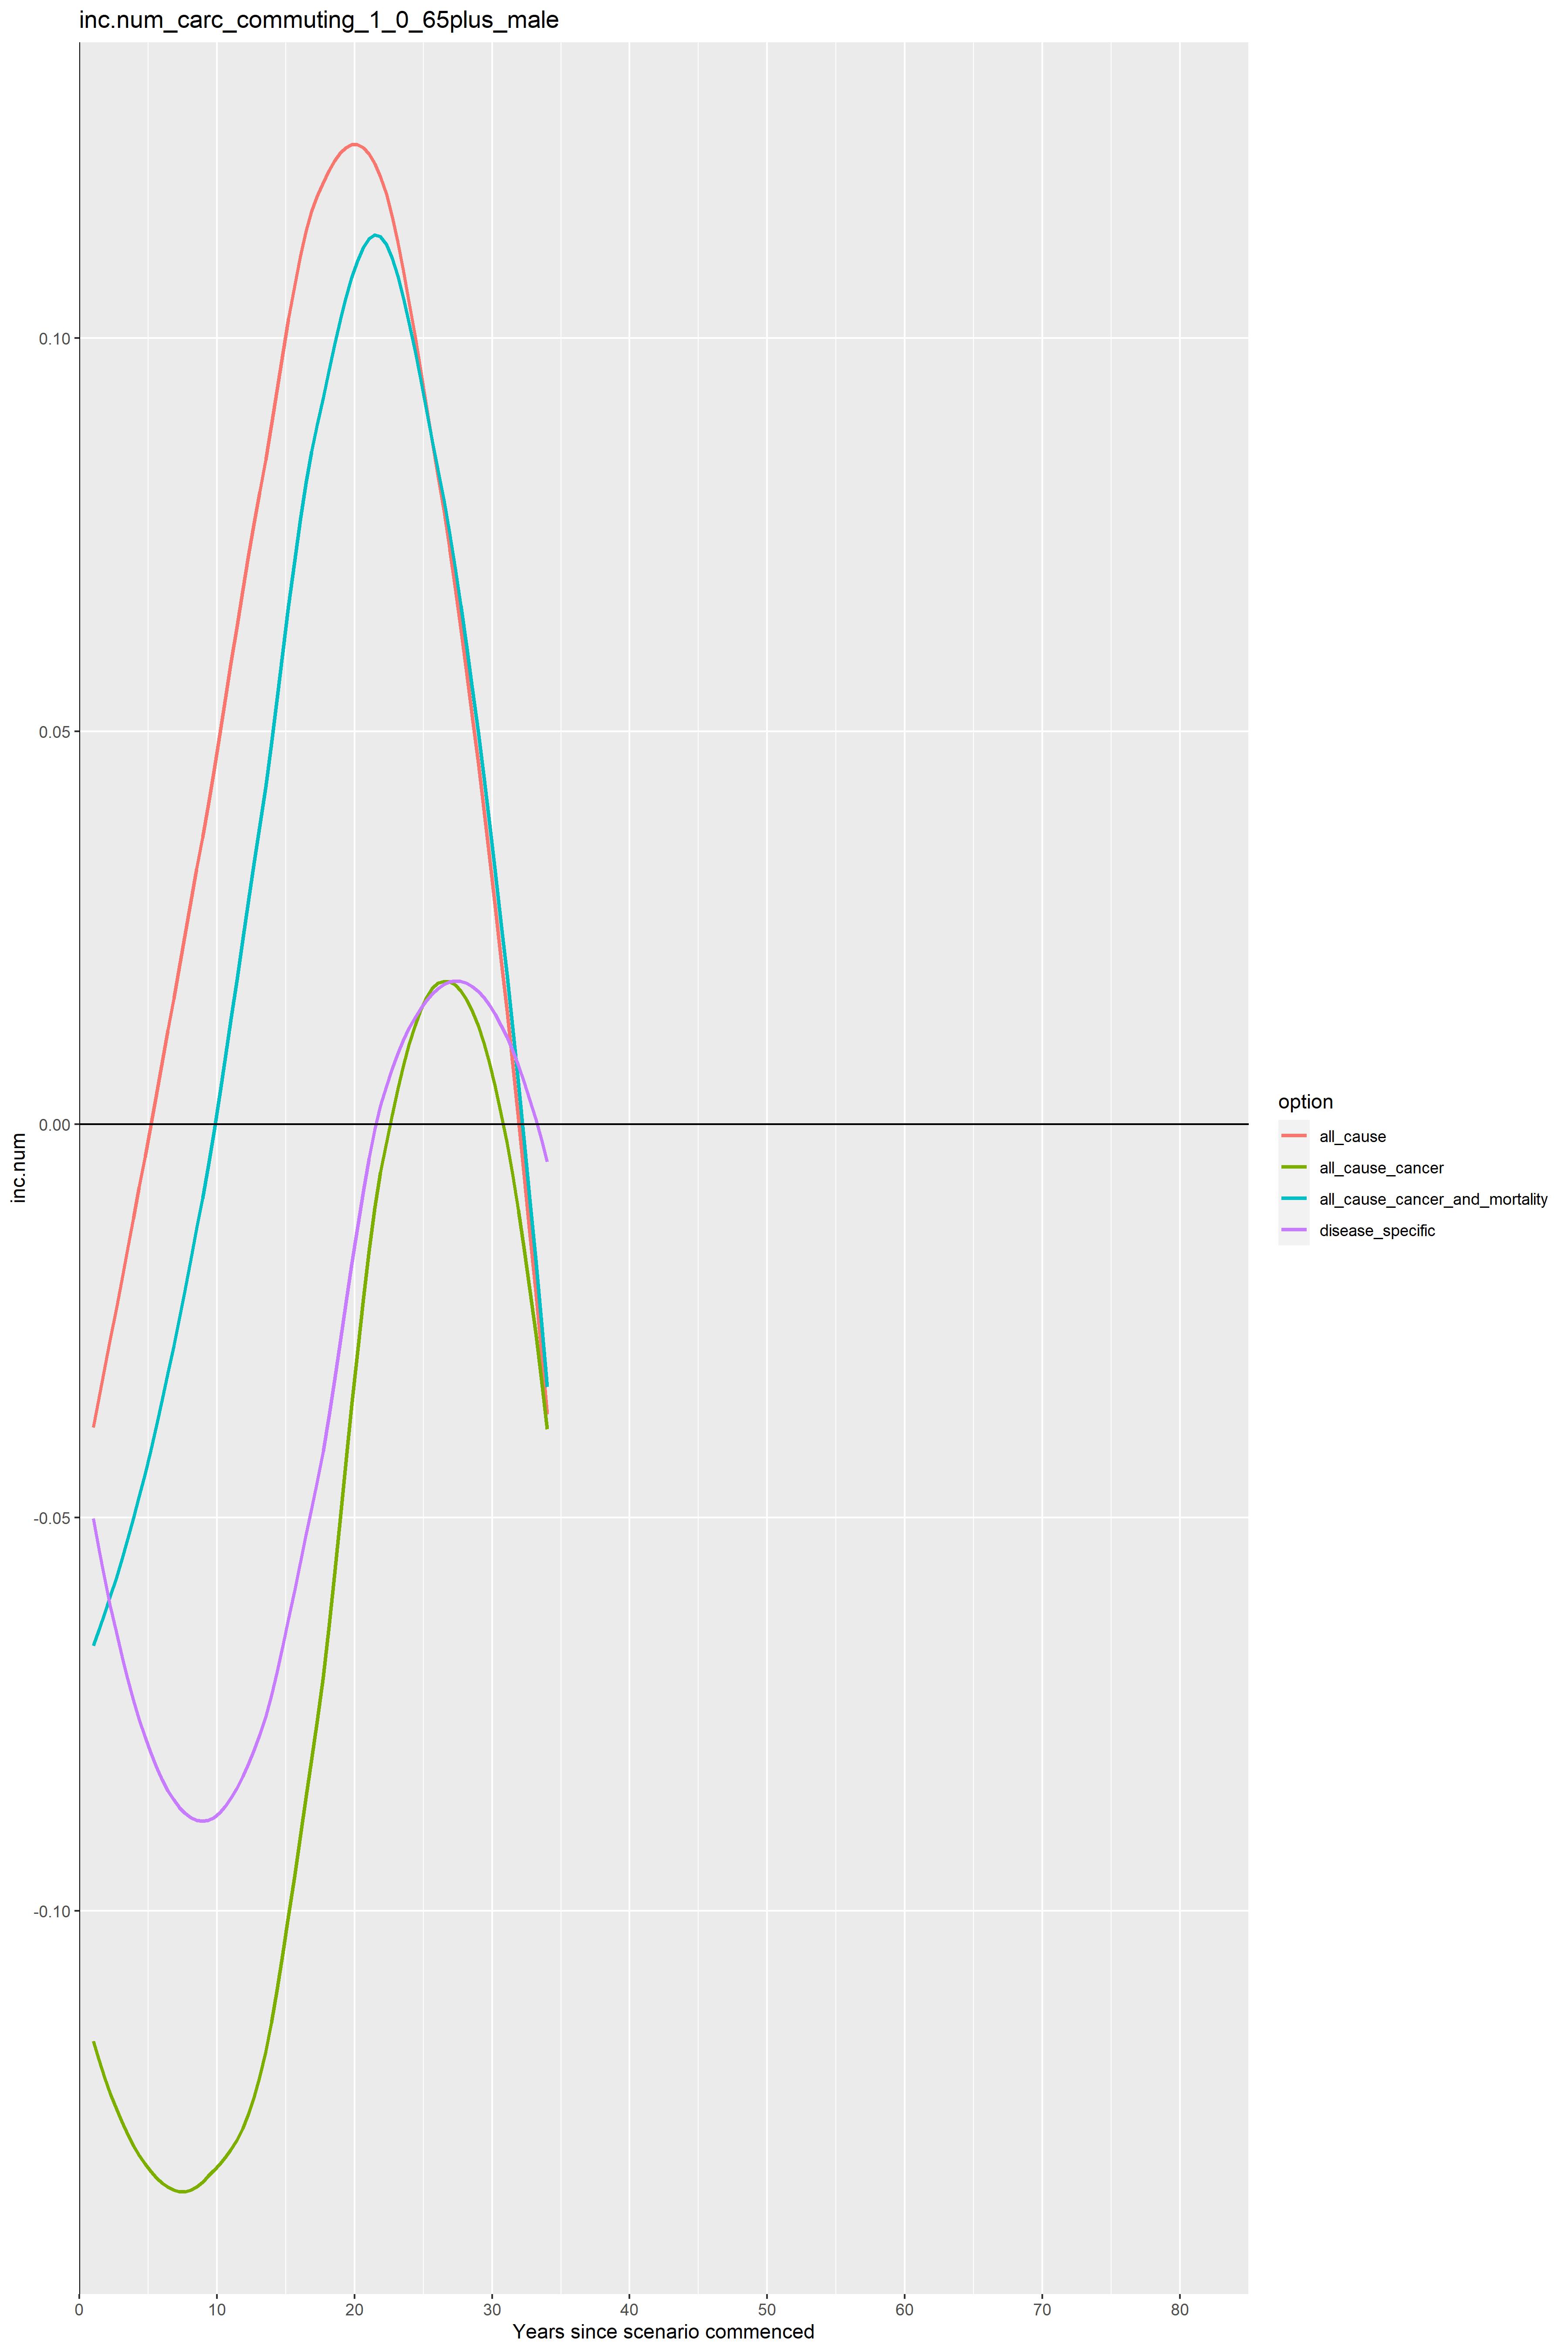 inc.num_carc_commuting_1_0_65plus_male
inc.num
0.10
0.05
0.00
-0.05
-0.10
0 10 20 30 40 50 60 70 80
Years since scenario commenced
option
all_cause
all_cause_cancer
all_cause_cancer_and_mortality
disease_specific